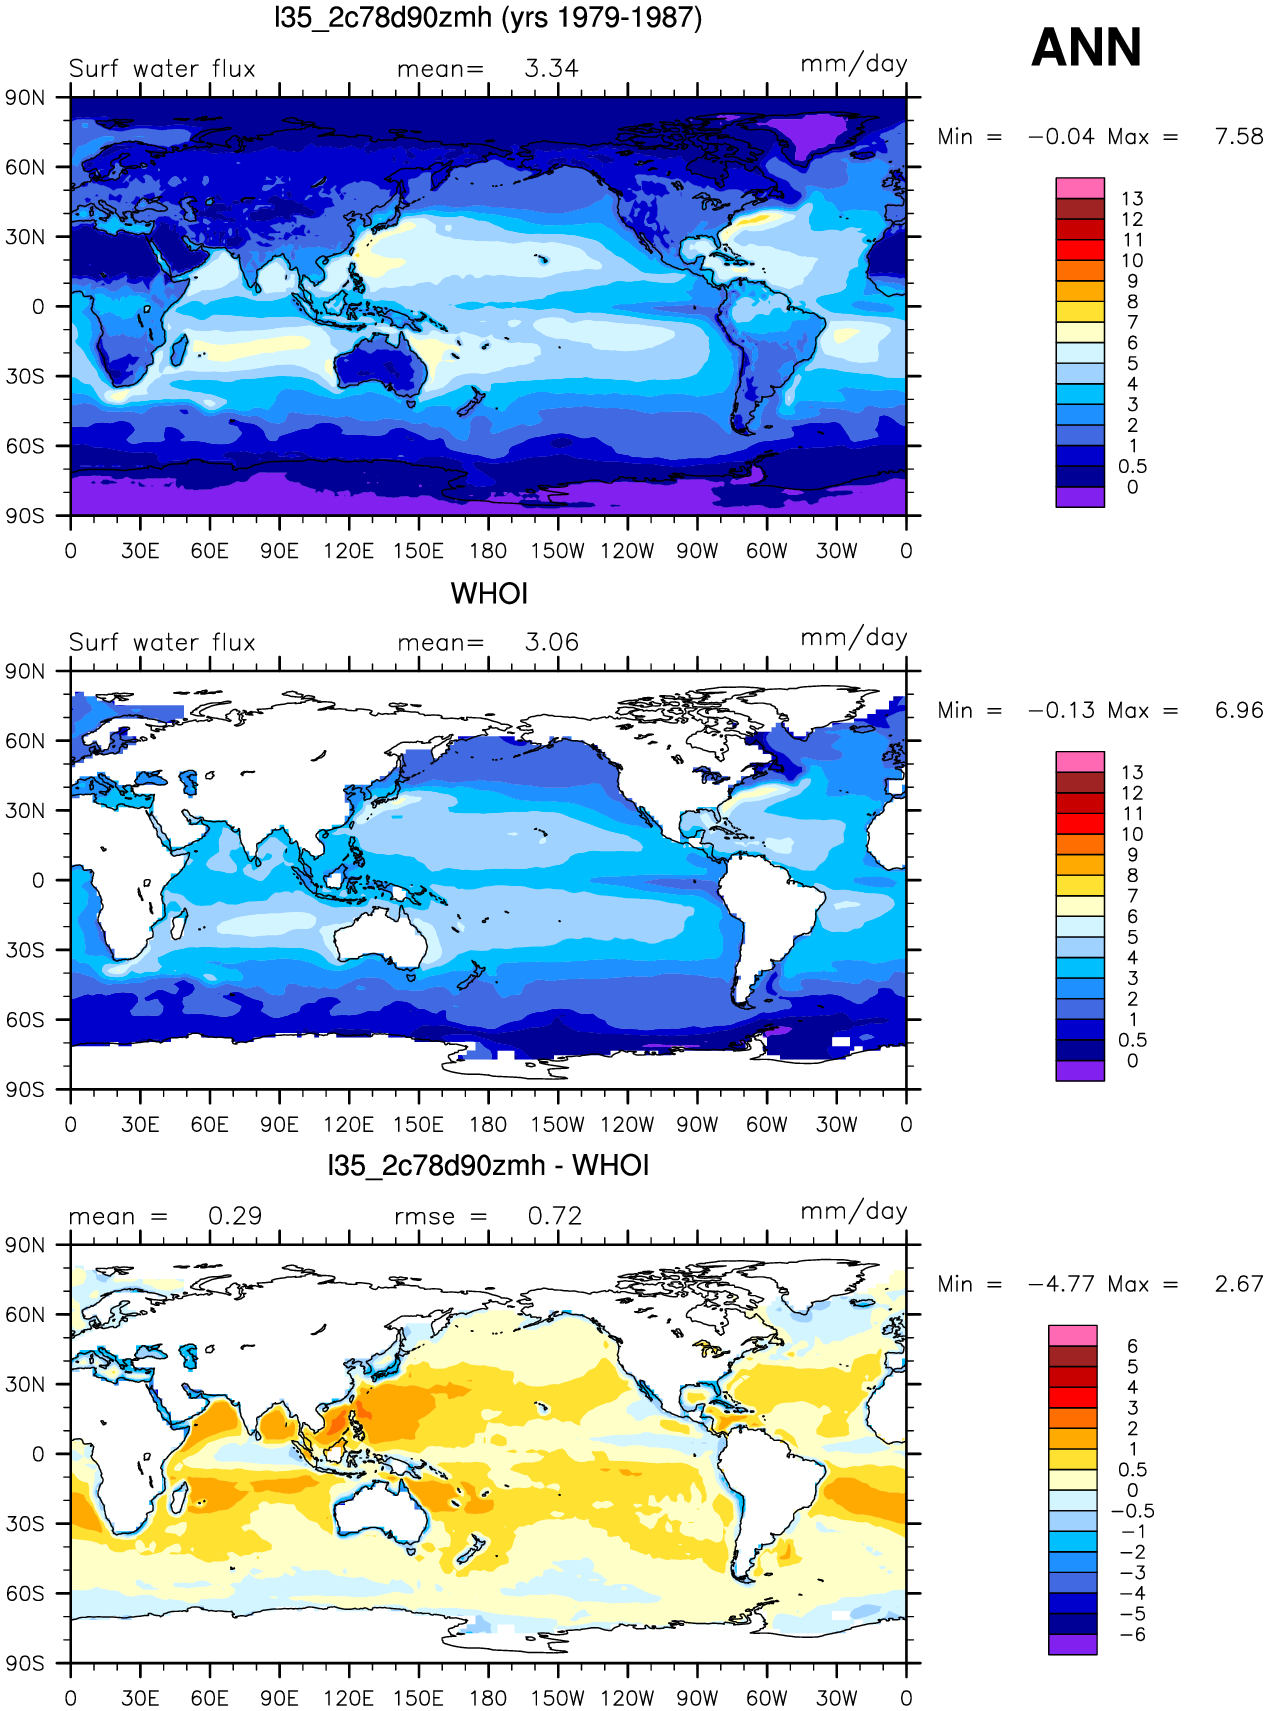 l35_2c78d90zmh (yrs 1979-1987)
ANN
Surf water flux mean= 3.34 mm/day
Min = -0.04 Max = 7.58
90N
60N
30N
0
30S
60S
90S
0 30E 60E 90E 120E 150E 180 150W 120W 90W 60W 30W 0
13
12
11
10
9
8
7
6
5
4
3
2
1
0.5
0
WHOI
Surf water flux mean= 3.06 mm/day
Min = -0.13 Max = 6.96
90N
60N
30N
0
30S
60S
90S
0 30E 60E 90E 120E 150E 180 150W 120W 90W 60W 30W 0
13
12
11
10
9
8
7
6
5
4
3
2
1
0.5
0
l35_2c78d90zmh - WHOI
mean = 0.29 rmse = 0.72 mm/day
Min = -4.77 Max = 2.67
90N
60N
30N
0
30S
60S
90S
0 30E 60E 90E 120E 150E 180 150W 120W 90W 60W 30W 0
6
5
4
3
2
1
0.5
0
-0.5
-1
-2
-3
-4
-5
-6